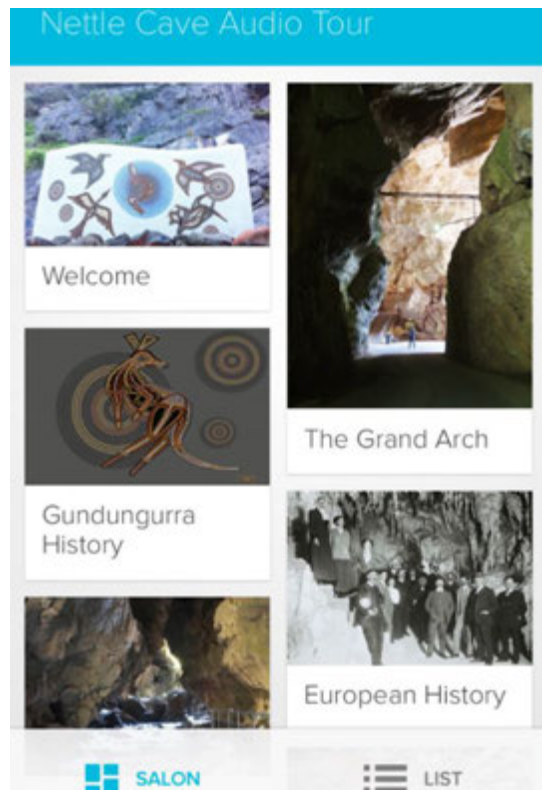 Nettle Cave Audio Tour
Welcome
The Grand Arch
Gundungurra
History
European History
SALON
LIST